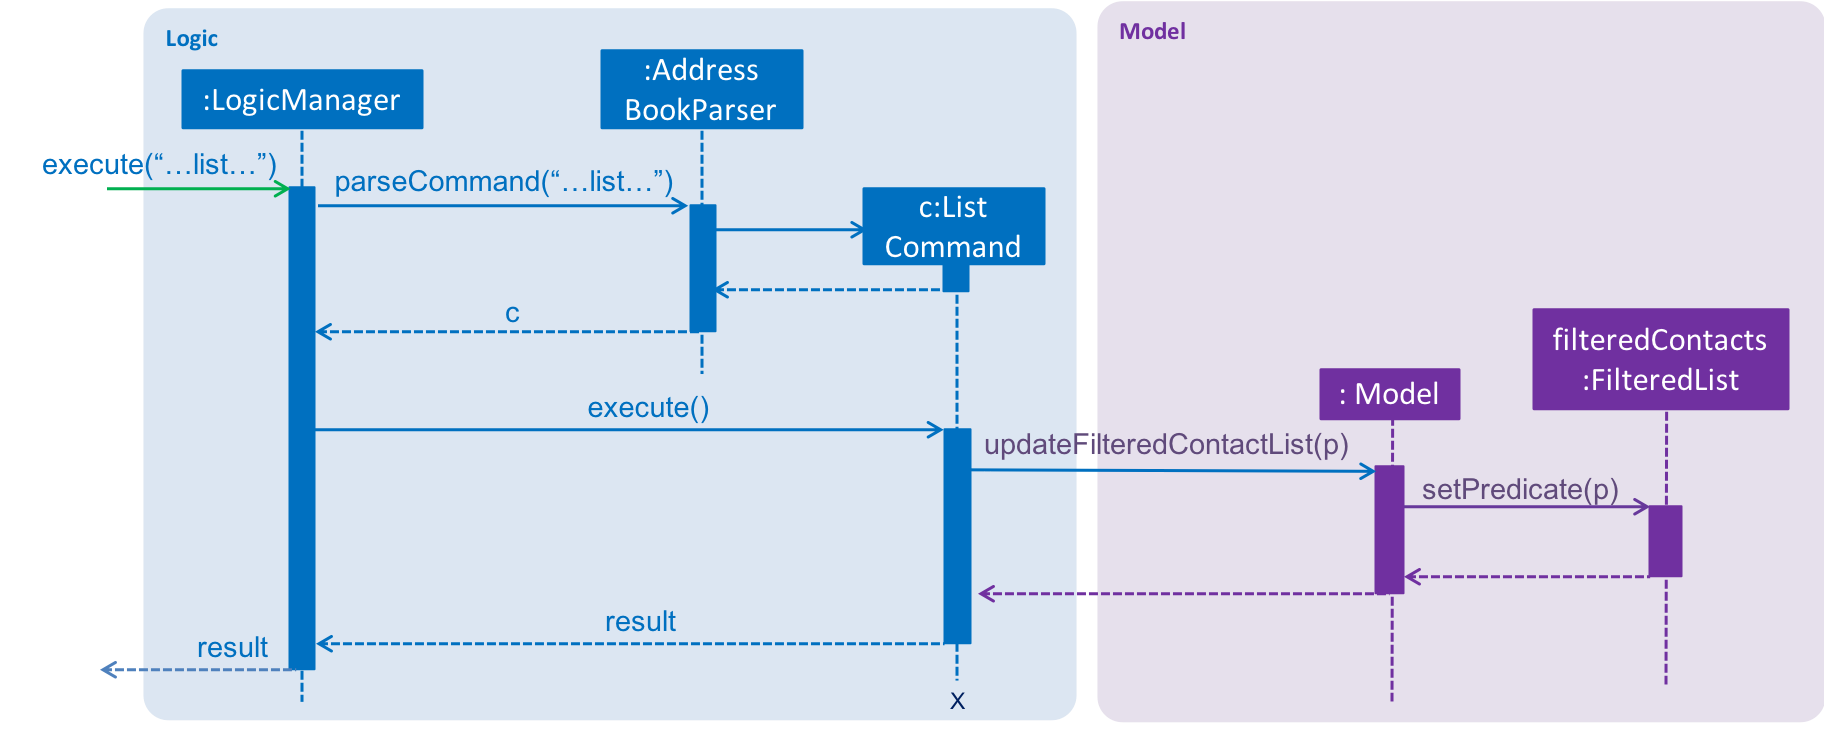 Logic
Model
:LogicManager
:Address
BookParser
execute(“…list…”)
parseCommand(“…list…”)
c:List
Command
c
filteredContacts
:FilteredList
: Model
execute()
updateFilteredContactList(p)
setPredicate(p)
result
result
X